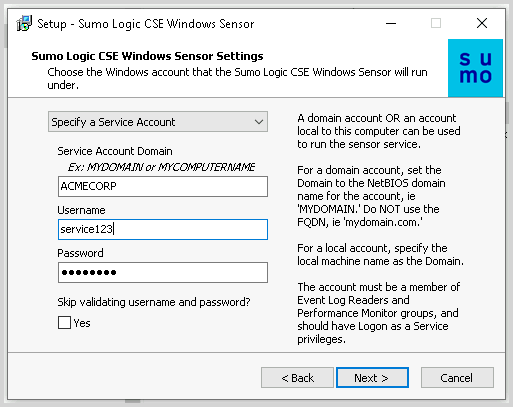 Setup - Sumo Logic CSE Windows Sensor
Sumo Logic CSE Windows Sensor Settings
Choose the Windows account that the Sumo Logic CSE Windows Sensor will run
under.
su
mo
Specify a Service Account
Service Account Domain
Ex: MYDOMAIN or MYCOMPUTERNAME
ACMECORP
Username
service123
Password
●●●●●●●●
Skip validating username and password?
Yes
A domain account OR an account
local to this computer can be used
to run the sensor service.
For a domain account, set the
Domain to the NetBIOS domain
name for the account, ie
'MYDOMAIN.' Do NOT use the
FQDN, ie 'mydomain.com.'
For a local account, specify the
local machine name as the Domain.
The account must be a member of
Event Log Readers and
Performance Monitor groups, and
should have Logon as a Service
privileges.
< Back
Next >
Cancel